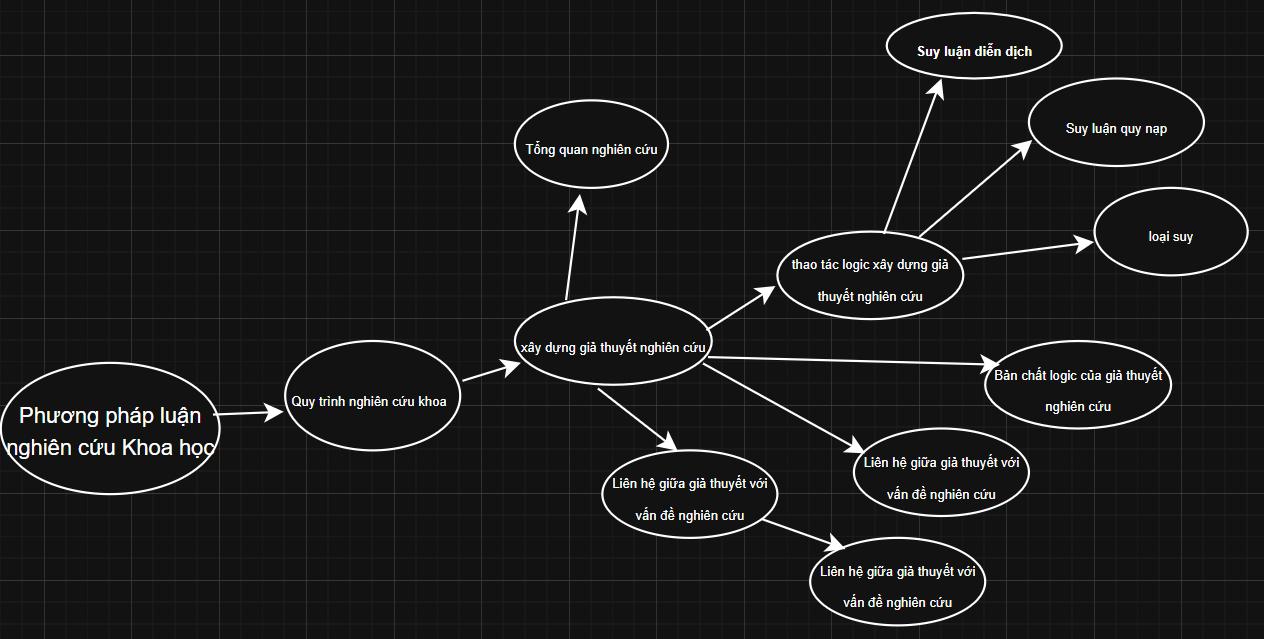 Suy luận diễn dịch
Suy luận quy nạp
Tổng quan nghiên cứu
loại suy
thao tác logic xây dựng giả
thuyết nghiên cứu
xây dựng giả thuyết nghiên cứu
Bản chất logic của giả thuyết
nghiên cứu
Quy trình nghiên cứu khoa
Phương pháp luận
nghiên cứu Khoa học
Liên hệ giữa giả thuyết với
vấn đề nghiên cứu
Liên hệ giữa giả thuyết với
vấn đề nghiên cứu
Liên hệ giữa giả thuyết với
vấn đề nghiên cứu